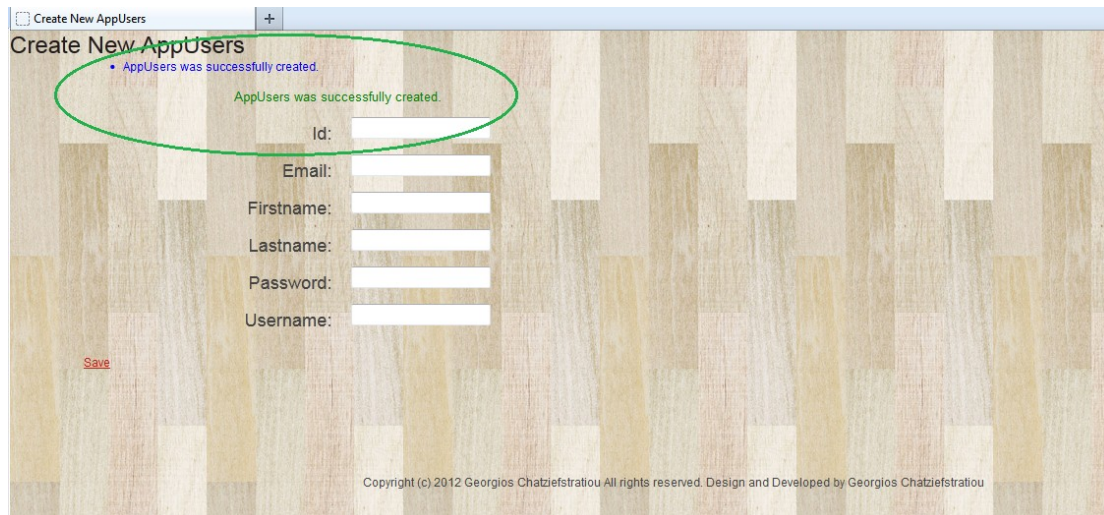 Create New AppUsers
+
Create New AppUsers
• AppUsers was successfully created.
AppUsers was successfully created.
Id:
Email:
Firstname:
Lastname:
Password:
Username:
Save
Copyright (c) 2012 Georgios Chatziefstratiou All rights reserved. Design and Developed by Georgios Chatziefstratiou